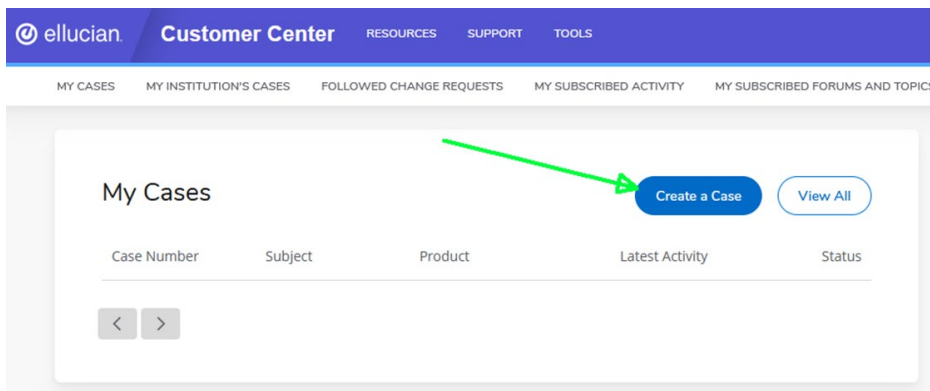 ellucian. Customer Center RESOURCES SUPPORT TOOLS
MY CASES MY INSTITUTION'S CASES FOLLOWED CHANGE REQUESTS MY SUBSCRIBED ACTIVITY MY SUBSCRIBED FORUMS AND TOPICS
My Cases Create a Case View All
Case Number Subject Product Latest Activity Status